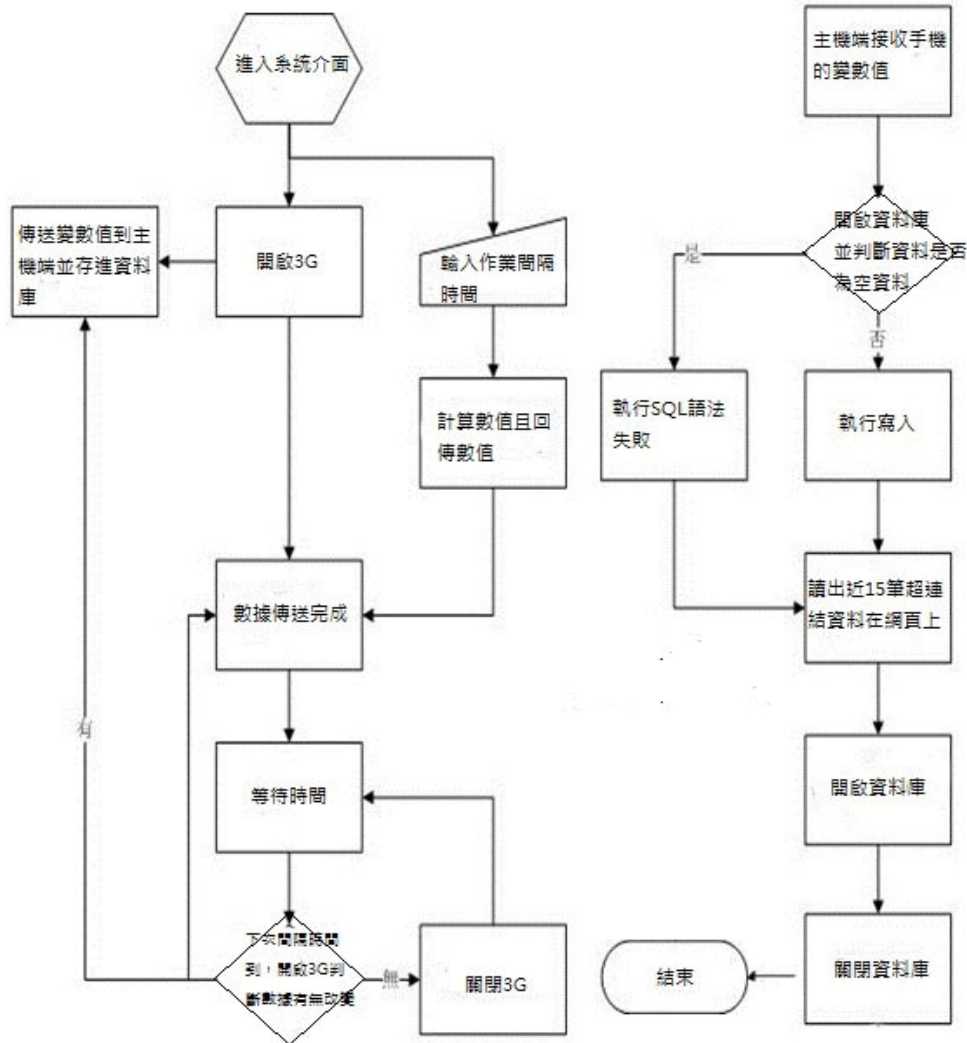 進入系統介面
傳送變數值到主
機端並存進資料
庫
開啟3G
輸入作業間隔
時間
計算數值且回
傳數值
數據傳送完成
等待時間
下次間隔時間
到，開啟3G判
斷數據有無改變
有
無
關閉3G
主機端接收手機
的變數值
開啟資料庫
並判斷資料是否
為空資料
是
否
執行SQL語法
失敗
執行寫入
讀出近15筆超連
結資料在網頁上
開啟資料庫
關閉資料庫
結束